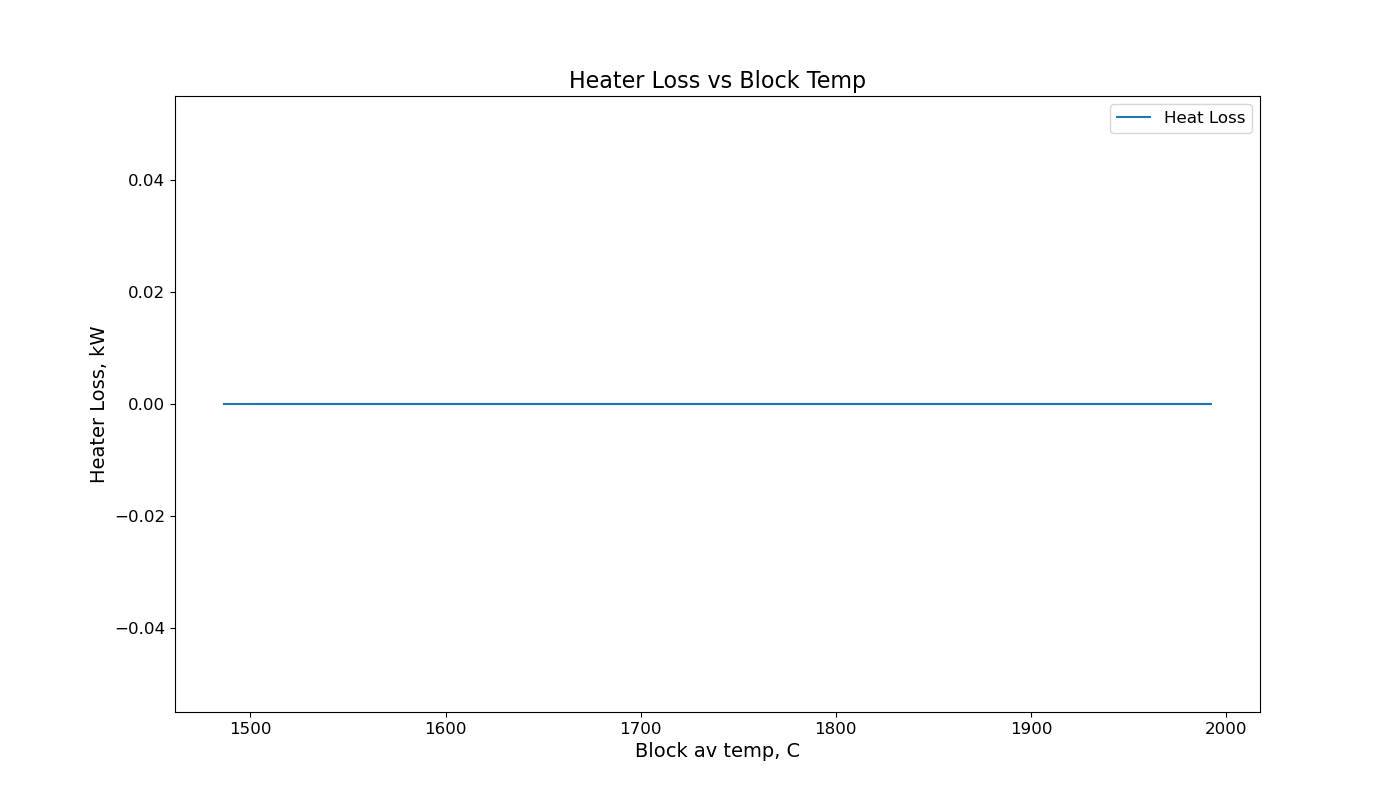 Heater Loss vs Block Temp
Heat Loss
0.04
0.02
0.00
−0.02
−0.04
Heater Loss, kW
1500 1600 1700 1800 1900 2000
Block av temp, C